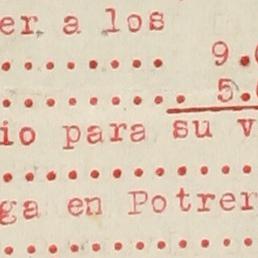 er a los
. . . . . . . . 9.
. . . . . . . . 5.
io para su v
. . . . . . . . . . .
ga en Potrer
. . . . . . . . . . .